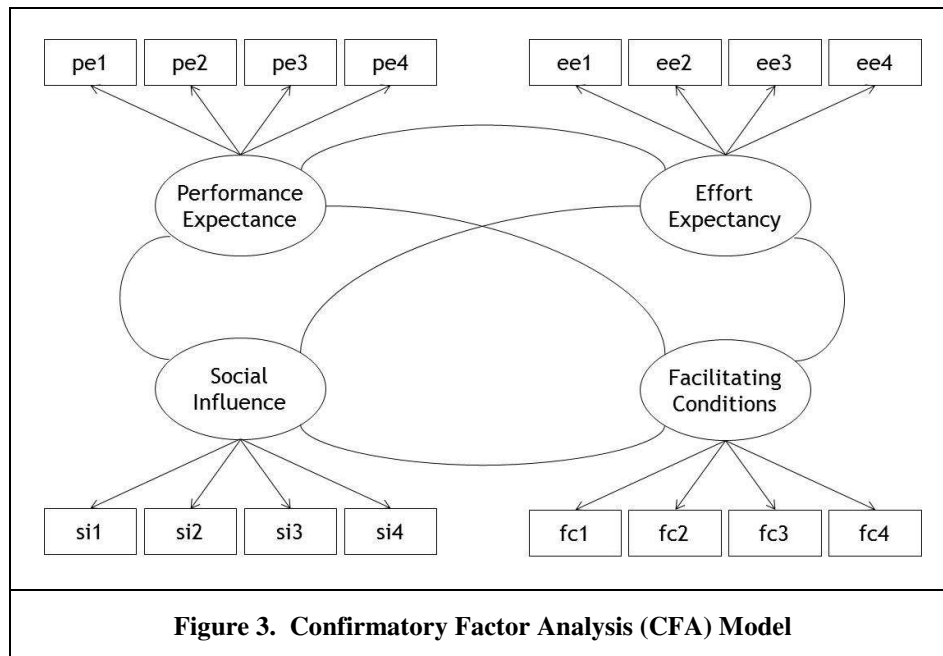 pe1 pe2 pe3 pe4 ee1 ee2 ee3 ee4
Performance
Expectance
Effort
Expectancy
Social
Influence
Facilitating
Conditions
si1 si2 si3 si4 fc1 fc2 fc3 fc4
Figure 3. Confirmatory Factor Analysis (CFA) Model